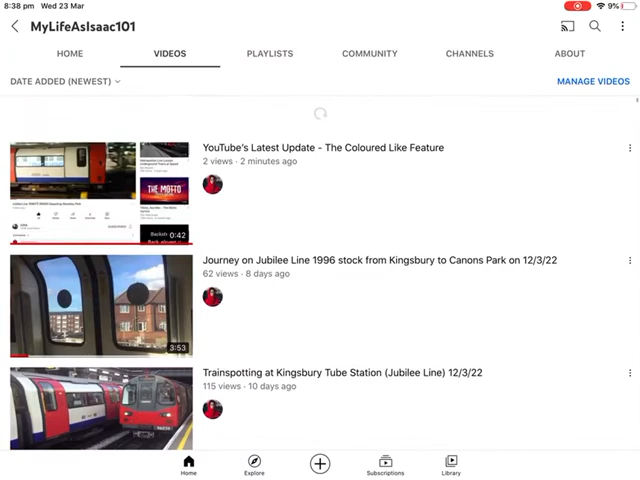 8:38 pm Wed 23 Mar 9%
MyLifeAsIsaac101
HOME VIDEOS PLAYLISTS COMMUNITY CHANNELS ABOUT
DATE ADDED (NEWEST) MANAGE VIDEOS
YouTube's Latest Update - The Coloured Like Feature
2 views · 2 minutes ago
THE MOTTO
0:42
Journey on Jubilee Line 1996 stock from Kingsbury to Canons Park on 12/3/22
62 views · 8 days ago
3:53
Trainspotting at Kingsbury Tube Station (Jubilee Line) 12/3/22
115 views · 10 days ago
Home Explore Subscriptions Library